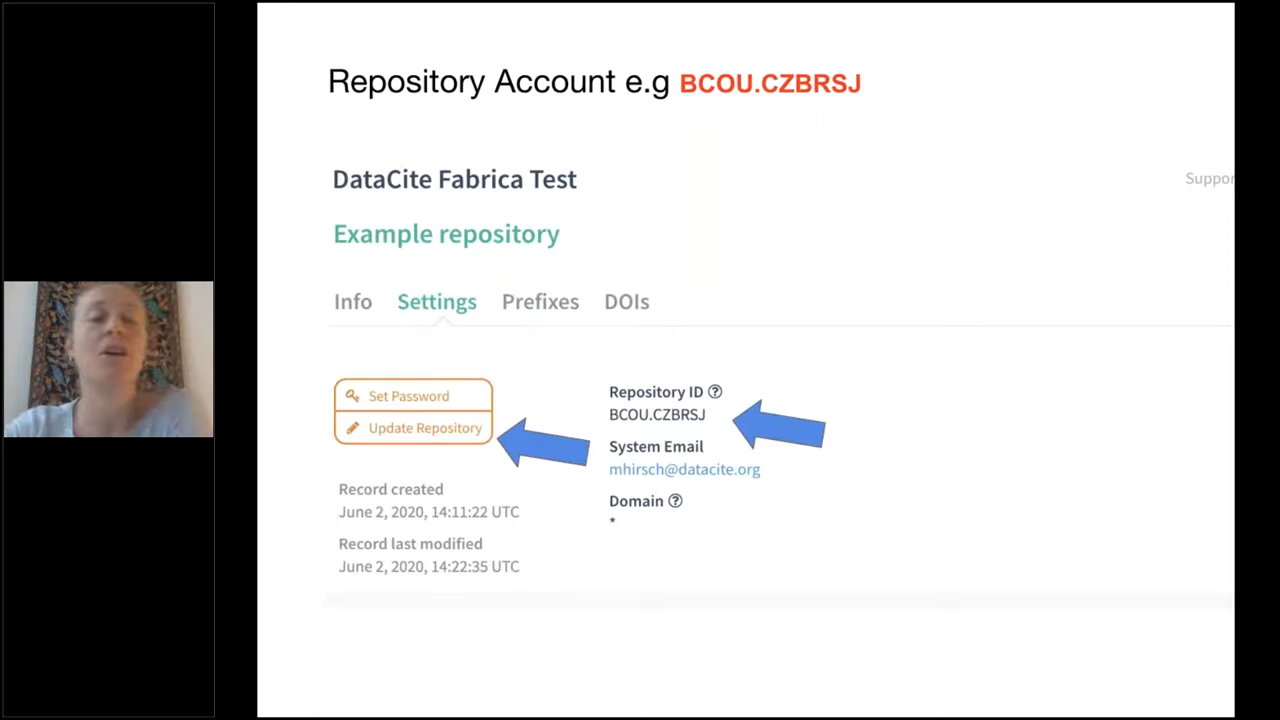 Repository Account e.g BCOU.CZBRSJ
DataCite Fabrica Test
Suppor
Example repository
Info Settings Prefixes DOIs
Set Password
Update Repository
Repository ID ?
BCOU.CZBRSJ
System Email
mhirsch@datacite.org
Domain ?
*
Record created
June 2, 2020, 14:11:22 UTC
Record last modified
June 2, 2020, 14:22:35 UTC